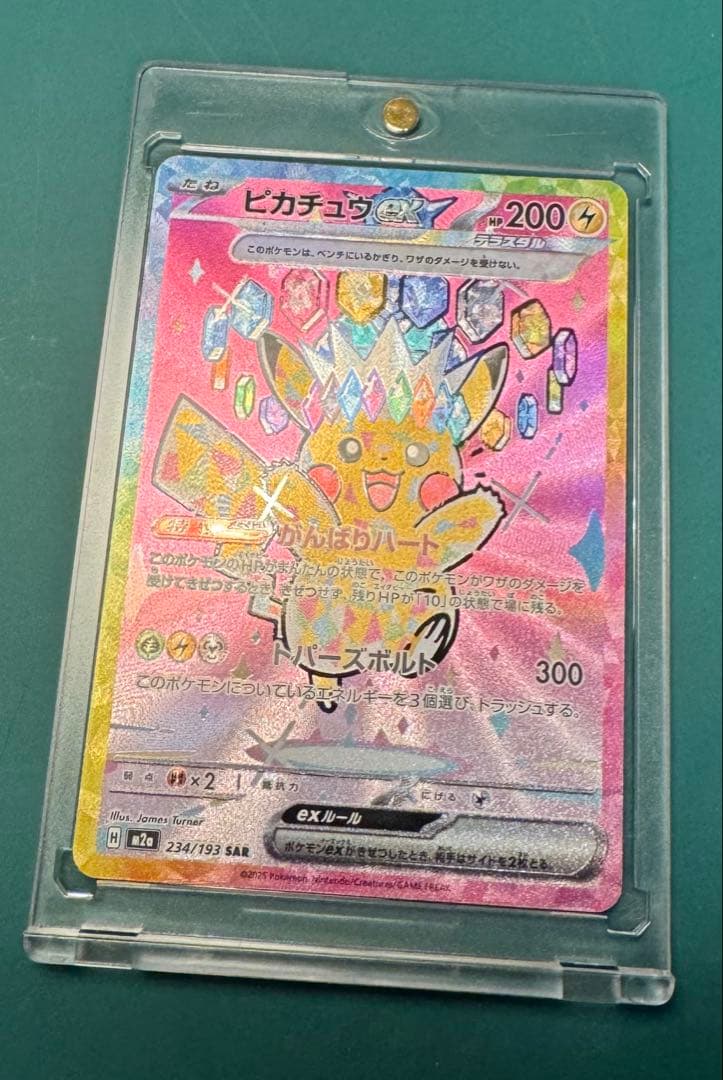 たね ピカチュウex HP200
テラスタル
このポケモンは、ベンチにいるかぎり、ワザのダメージを受けない。
特性 がんばりハート
このポケモンのHPがまんたんの状態で、このポケモンがワザのダメージを
受けてきぜつするとき、きぜつせず、残りHPが「10」の状態で場に残る。
トパーズボルト 300
このポケモンについているエネルギーを3個選び、トラッシュする。
弱点 ×2 抵抗力 にげる
Illus. James Turner
exルール
H m2a 234/193 SAR
ポケモンexがきぜつしたとき、相手はサイドを2枚とる。
©2025 Pokémon/Nintendo/Creatures/GAME FREAK